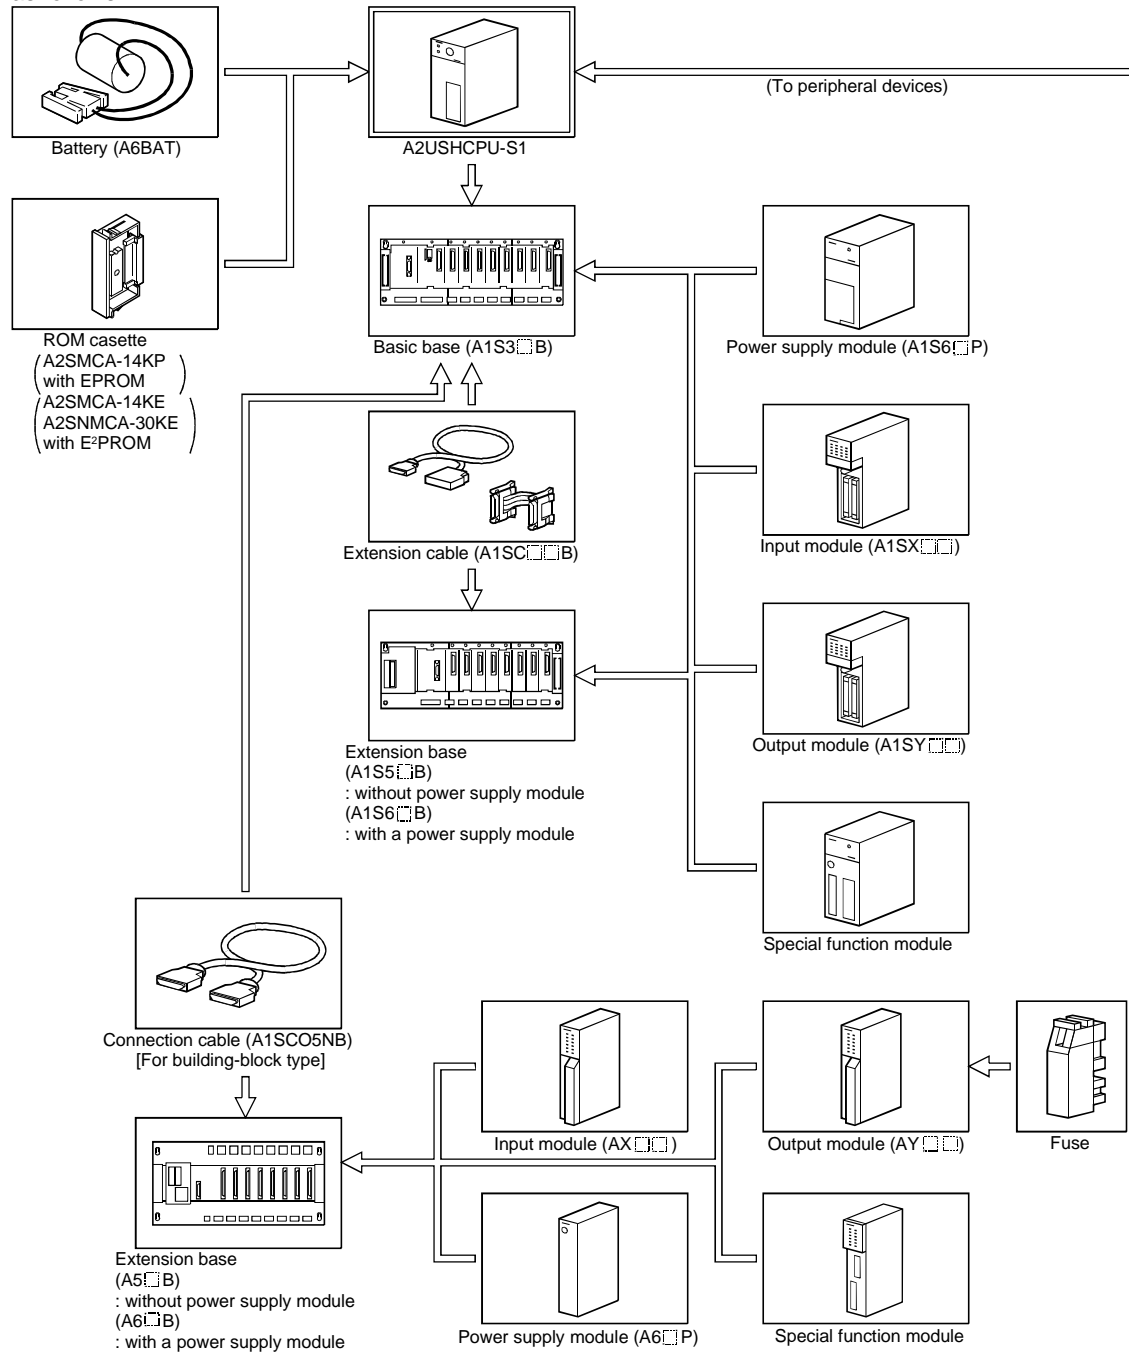 (To peripheral devices)
Battery (A6BAT)
A2USHCPU-S1
ROM casette
(A2SMCA-14KP
with EPROM)
(A2SMCA-14KE
A2SNMCA-30KE
with E²PROM)
Basic base (A1S3□B)
Power supply module (A1S6□P)
Extension cable (A1SC□□B)
Input module (A1SX□□)
Extension base
(A1S5□B)
: without power supply module
(A1S6□B)
: with a power supply module
Output module (A1SY□□)
Special function module
Connection cable (A1SCO5NB)
[For building-block type]
Input module (AX□□)
Output module (AY□□)
Fuse
Extension base
(A5□B)
: without power supply module
(A6□B)
: with a power supply module
Power supply module (A6□P)
Special function module